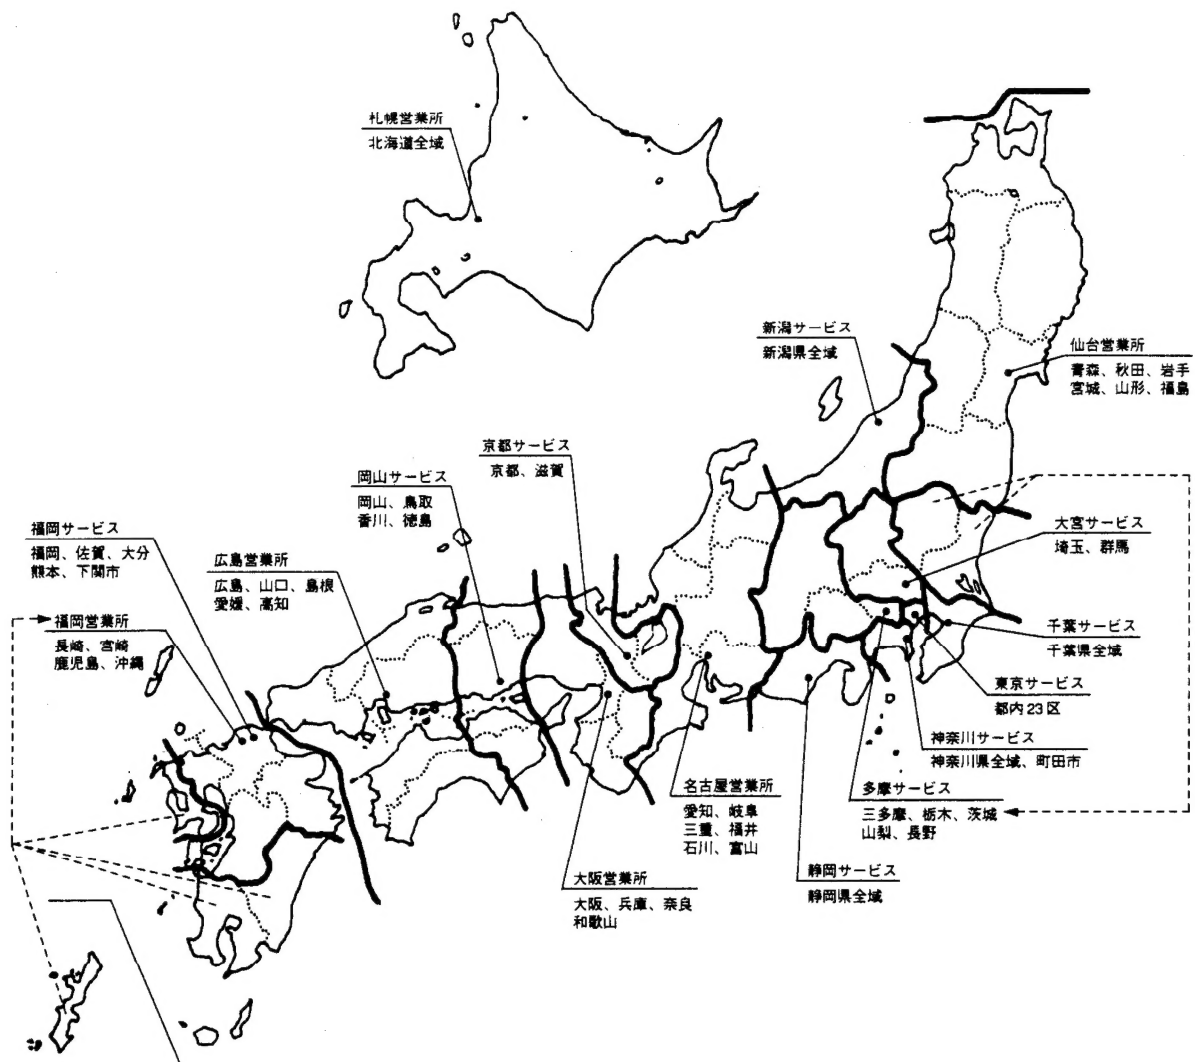 札幌営業所
北海道全域
新潟サービス
新潟県全域
仙台営業所
青森、秋田、岩手
宮城、山形、福島
京都サービス
京都、滋賀
岡山サービス
岡山、鳥取
香川、徳島
福岡サービス
福岡、佐賀、大分
熊本、下関市
広島営業所
広島、山口、島根
愛媛、高知
大宮サービス
埼玉、群馬
福岡営業所
長崎、宮崎
鹿児島、沖縄
千葉サービス
千葉県全域
東京サービス
都内23区
神奈川サービス
神奈川県全域、町田市
名古屋営業所
愛知、岐阜
三重、福井
石川、富山
多摩サービス
三多摩、栃木、茨城
山梨、長野
大阪営業所
大阪、兵庫、奈良
和歌山
静岡サービス
静岡県全域